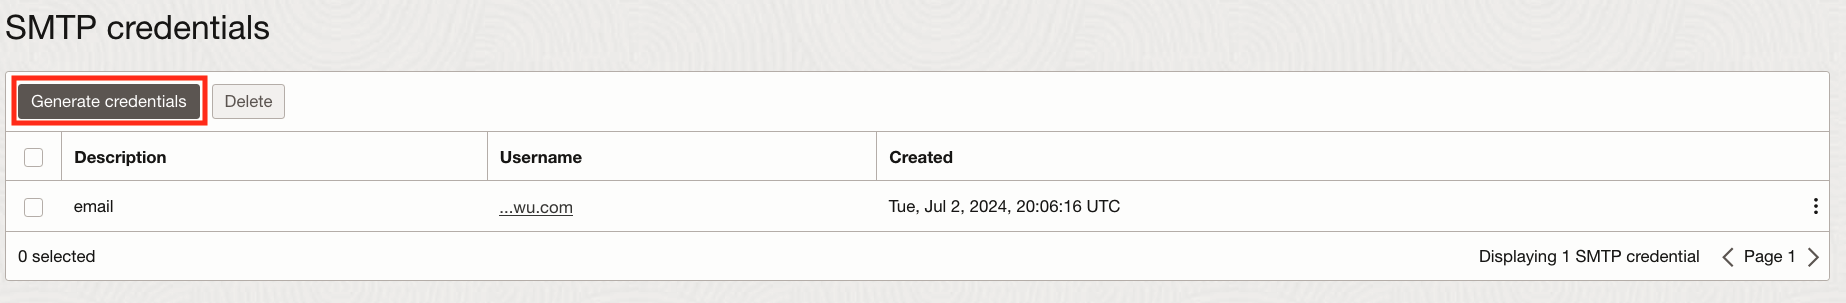 SMTP credentials
Generate credentials Delete
Description Username Created
email ...wu.com Tue, Jul 2, 2024, 20:06:16 UTC
0 selected Displaying 1 SMTP credential Page 1